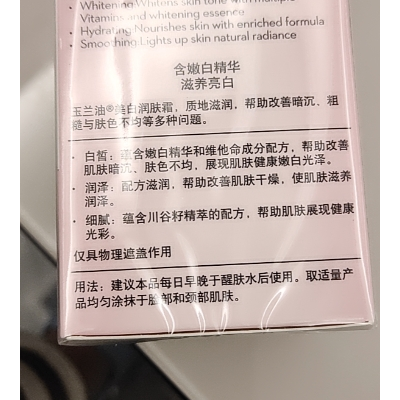 • Whitening-Whitens skin tone with multiple
Vitamins and whitening essence
• Hydrating-Nourishes skin with enriched formula
• Smoothing-Lights up skin natural radiance
含嫩白精华
滋养亮白
玉兰油®美白润肤霜，质地滋润，帮助改善暗沉、粗
糙与肤色不均等多种问题。
• 白皙：蕴含嫩白精华和维他命成分配方，帮助改善
肌肤暗沉、肤色不均，展现肌肤健康嫩白光泽。
• 润泽：配方滋润，帮助改善肌肤干燥，使肌肤滋养
润泽。
• 细腻：蕴含川谷籽精萃的配方，帮助肌肤展现健康
光彩。
仅具物理遮盖作用
用法：建议本品每日早晚于醒肤水后使用。取适量产
品均匀涂抹于脸部和颈部肌肤。